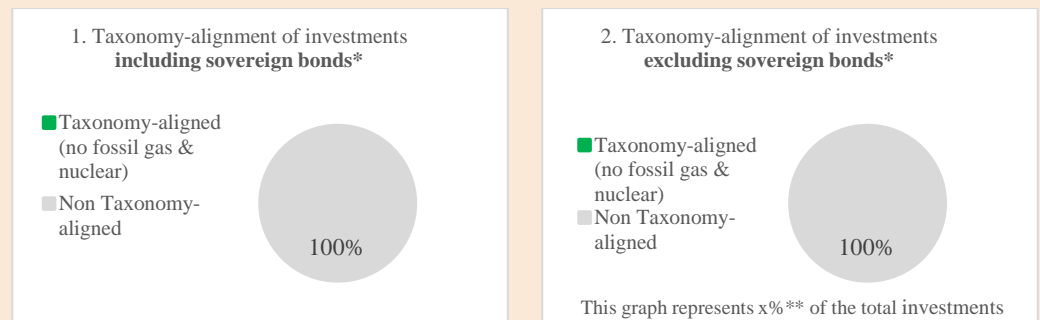 1. Taxonomy-alignment of investments
including sovereign bonds*
Taxonomy-aligned
(no fossil gas &
nuclear)
Non Taxonomy-
aligned
100%
2. Taxonomy-alignment of investments
excluding sovereign bonds*
Taxonomy-aligned
(no fossil gas &
nuclear)
Non Taxonomy-
aligned
100%
This graph represents x%** of the total investments